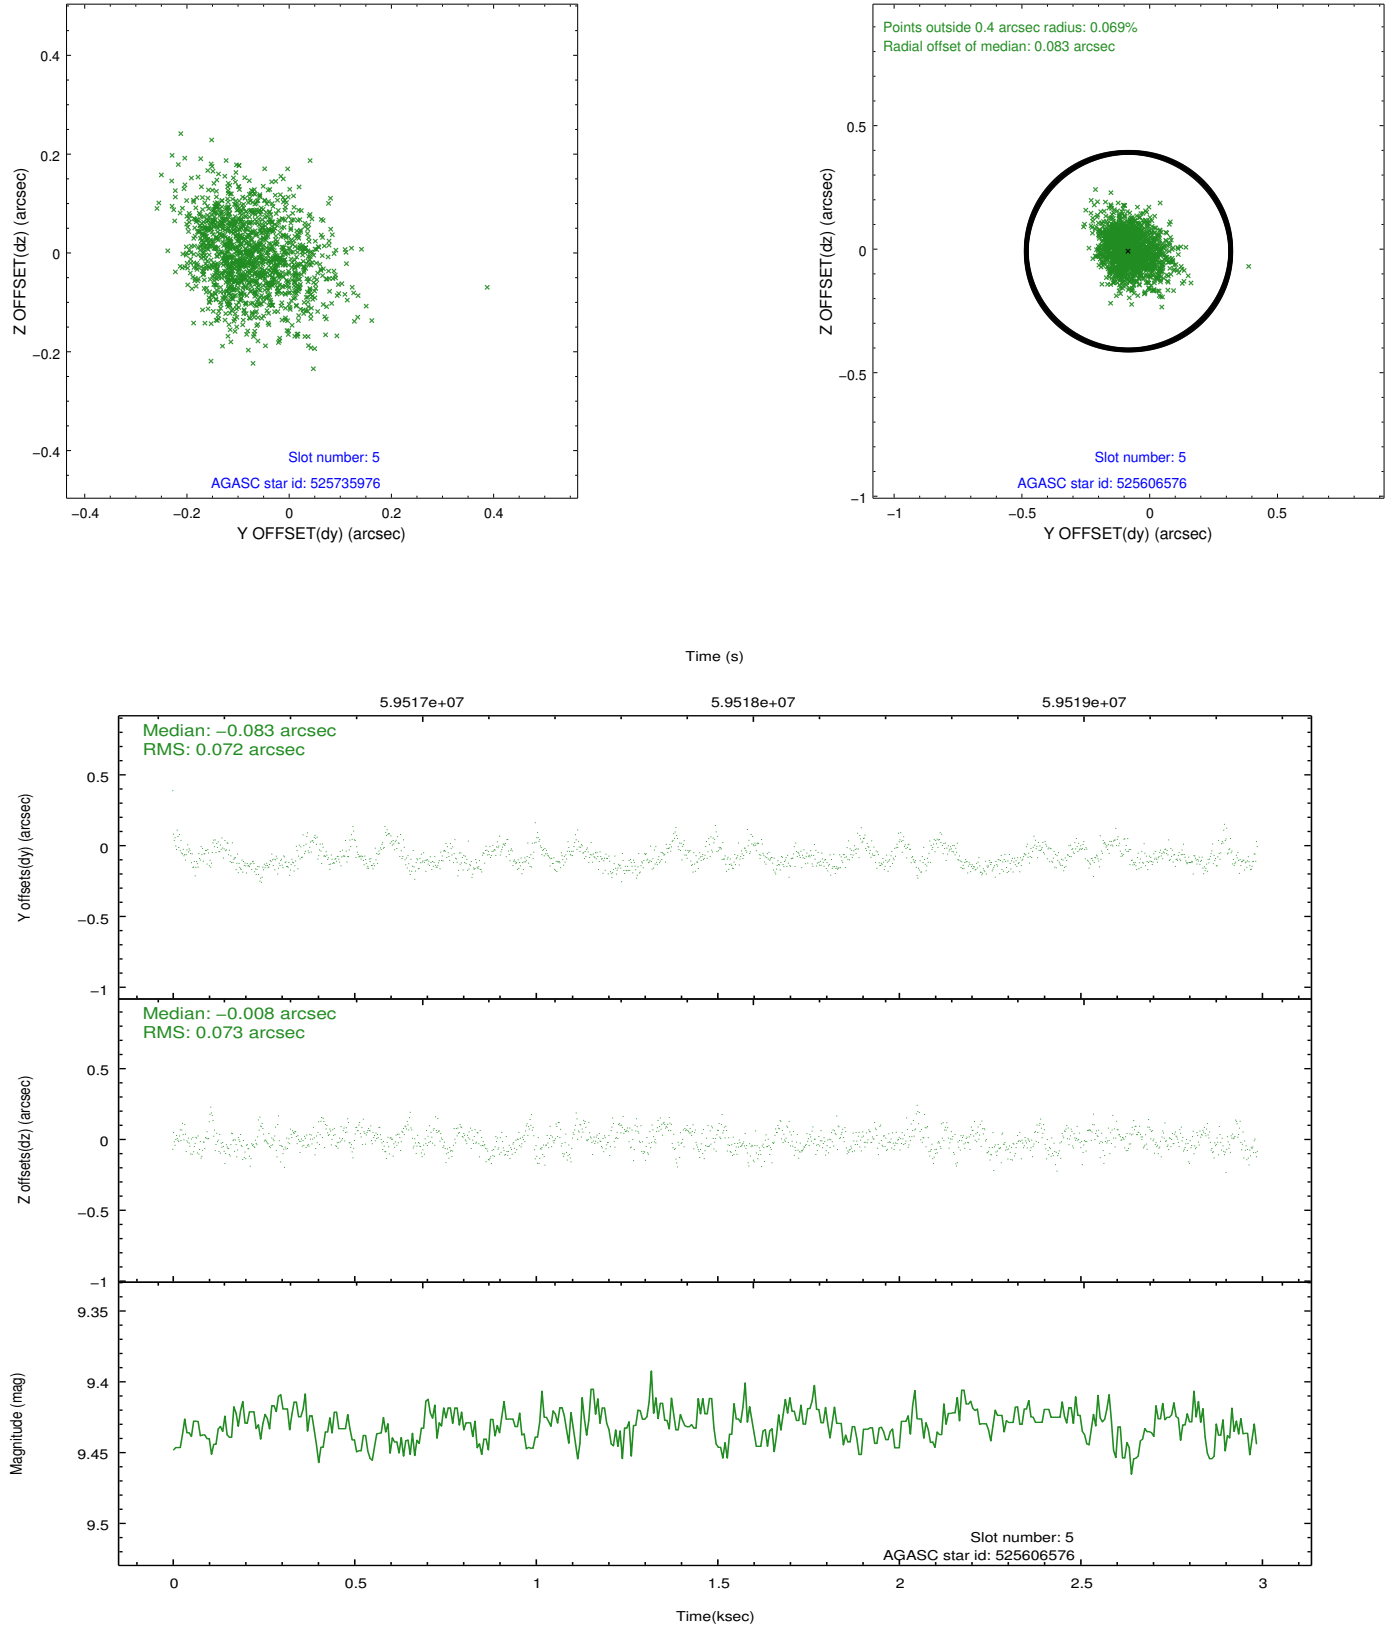 0.4
0.2
0
−0.2
−0.4
Z OFFSET(dz) (arcsec)
Slot number: 5
AGASC star id: 525735976
−0.4
−0.2
0
0.2
0.4
Y OFFSET(dy) (arcsec)
Points outside 0.4 arcsec radius: 0.069%
Radial offset of median: 0.083 arcsec
0.5
0
−0.5
−1
Z OFFSET(dz) (arcsec)
Slot number: 5
AGASC star id: 525606576
−1
−0.5
0
0.5
Y OFFSET(dy) (arcsec)
Time (s)
5.9517e+07
5.9518e+07
5.9519e+07
Median: −0.083 arcsec
RMS: 0.072 arcsec
0.5
0
−0.5
−1
Y offsets(dy) (arcsec)
Median: −0.008 arcsec
RMS: 0.073 arcsec
0.5
0
−0.5
−1
Z offsets(dz) (arcsec)
9.35
9.4
9.45
9.5
Magnitude (mag)
Slot number: 5
AGASC star id: 525606576
0
0.5
1
1.5
2
2.5
3
Time(ksec)